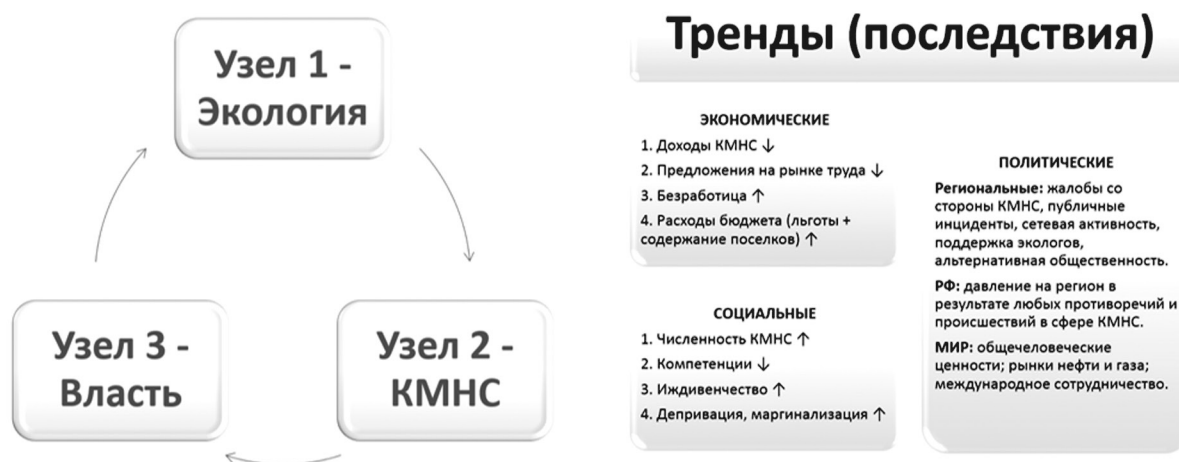 Узел 1 -
Экология
Узел 3 -
Власть
Узел 2 -
КМНС
Тренды (последствия)
ЭКОНОМИЧЕСКИЕ
1. Доходы КМНС ↓
2. Предложения на рынке труда ↓
3. Безработица ↑
4. Расходы бюджета (льготы +
содержание поселков) ↑
СОЦИАЛЬНЫЕ
1. Численность КМНС ↑
2. Компетенции ↓
3. Иждивенчество ↑
4. Депривация, маргинализация ↑
ПОЛИТИЧЕСКИЕ
Региональные: жалобы со
стороны КМНС, публичные
инциденты, сетевая активность,
поддержка экологов,
альтернативная общественность.
РФ: давление на регион в
результате любых противоречий и
происшествий в сфере КМНС.
МИР: общечеловеческие
ценности; рынки нефти и газа;
международное сотрудничество.